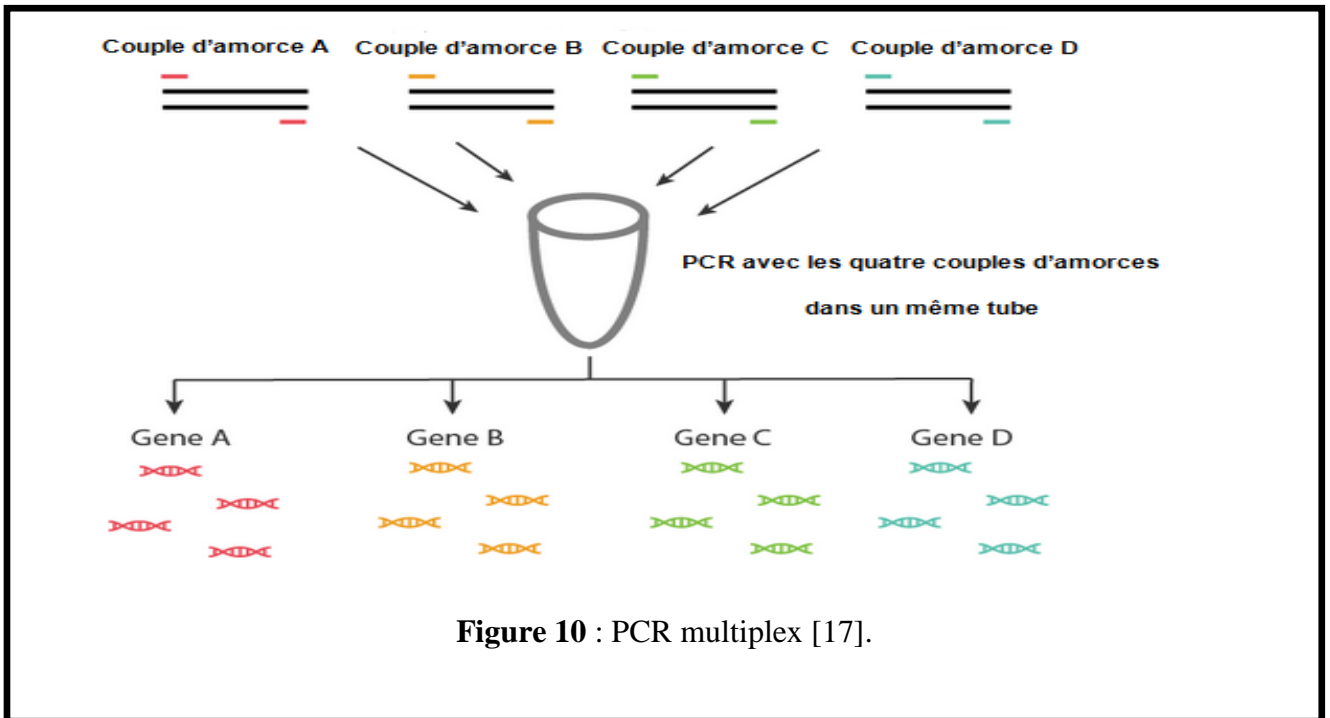 Couple d'amorce A Couple d'amorce B Couple d'amorce C Couple d'amorce D
PCR avec les quatre couples d'amorces
dans un même tube
Gene A Gene B Gene C Gene D
Figure 10 : PCR multiplex [17].